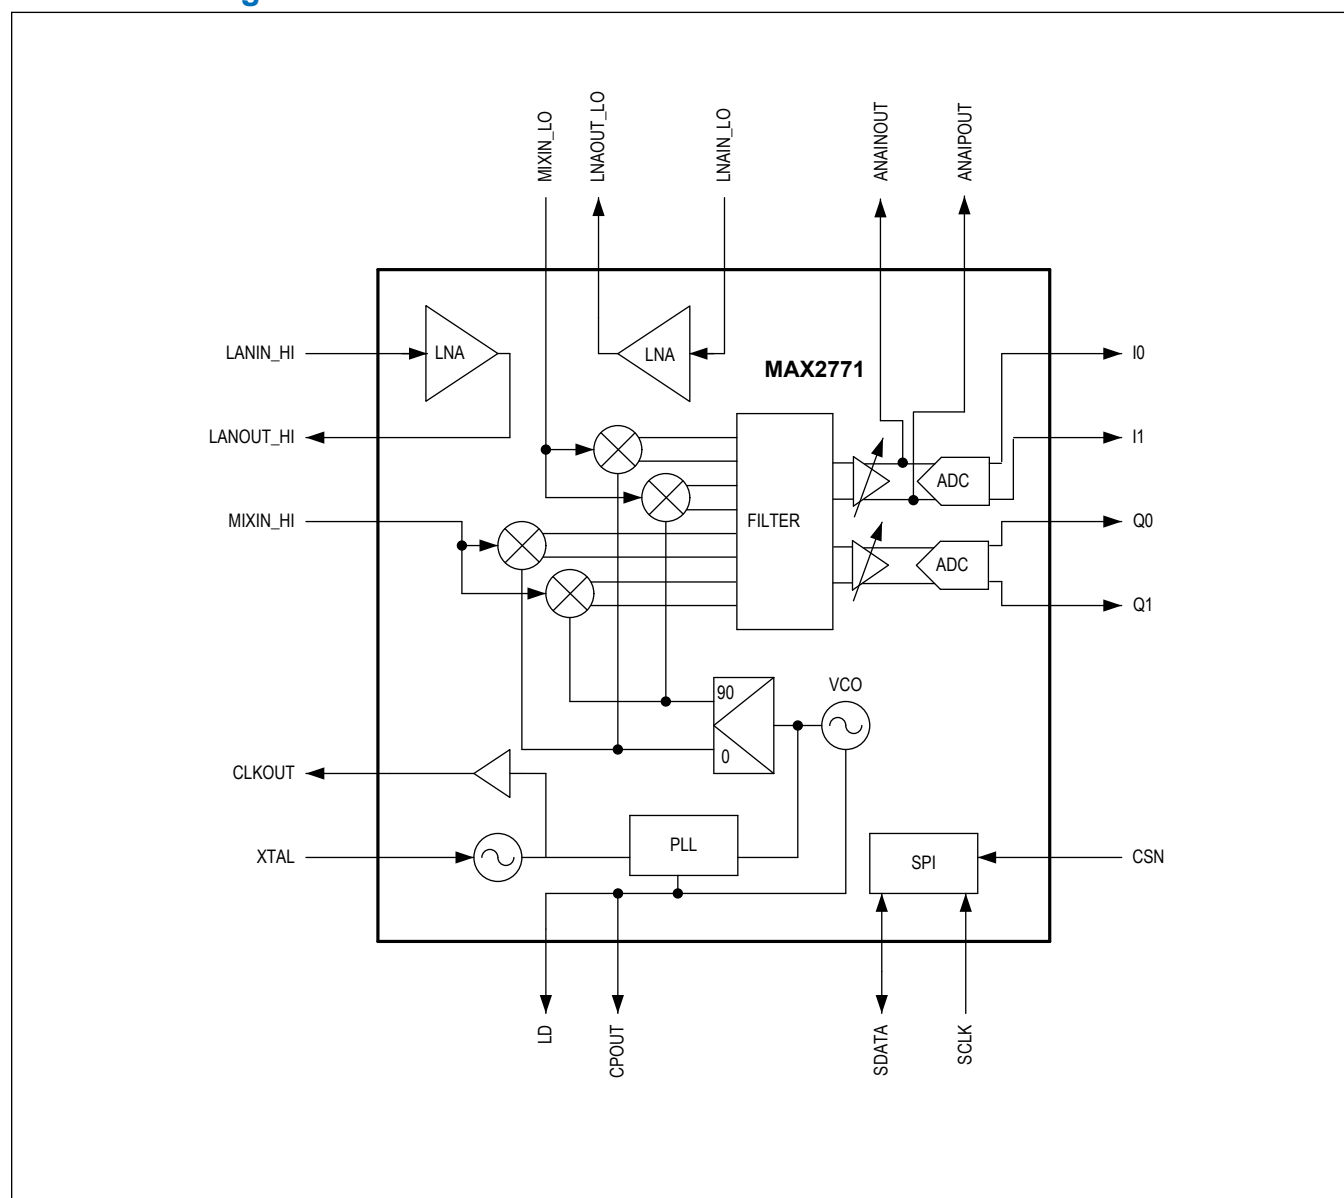 MIXIN_LO
LNAOUT_LO
LNAIN_LO
ANAINOUT
ANAIPOUT
LANIN_HI
LNA
LNA
MAX2771
I0
LANOUT_HI
I1
ADC
MIXIN_HI
FILTER
Q0
ADC
Q1
90
VCO
0
CLKOUT
PLL
XTAL
SPI
CSN
LD
CPOUT
SDATA
SCLK